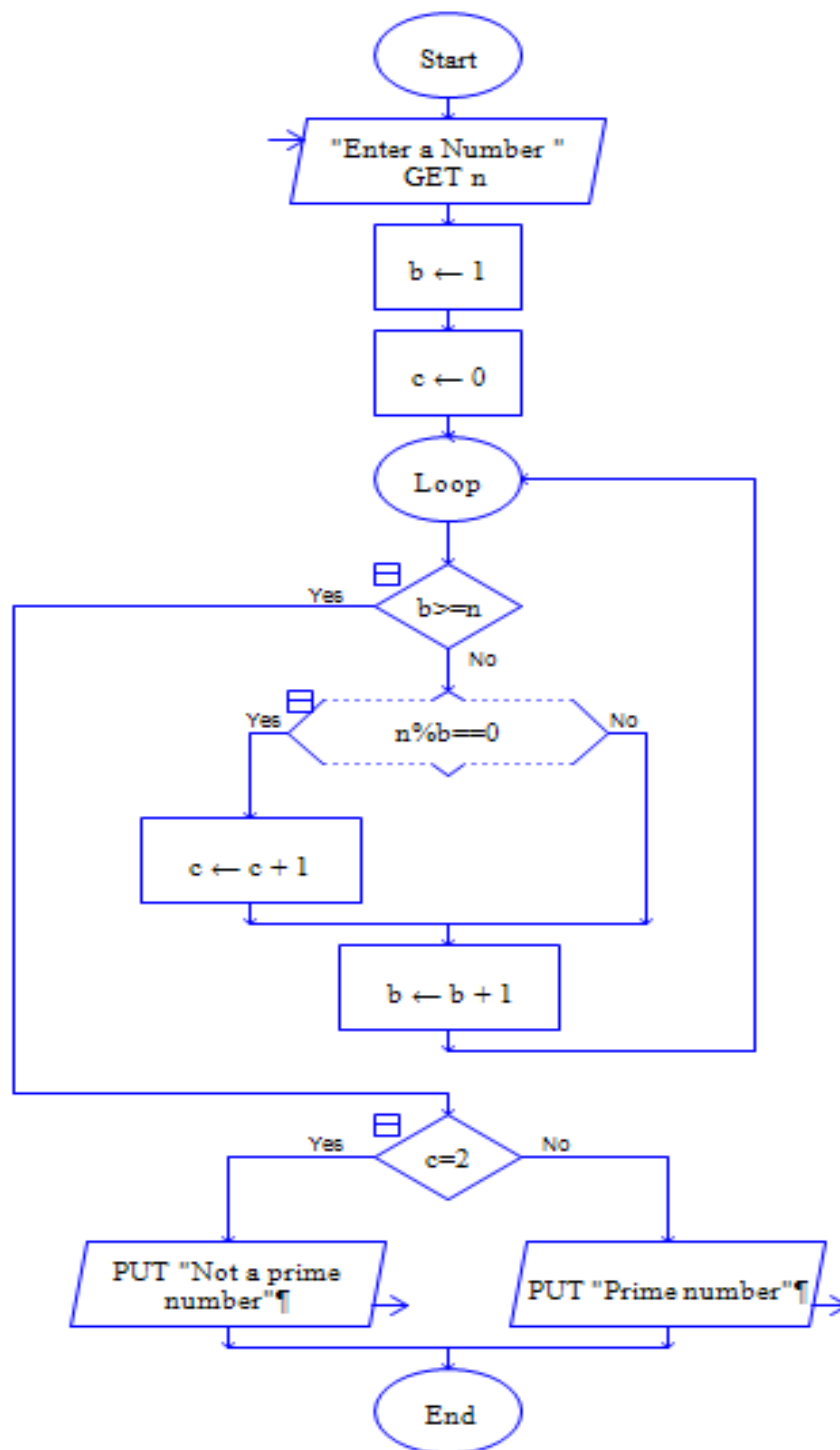 Start
"Enter a Number "
GET n
b ← 1
c ← 0
Loop
Yes
b>=n
No
Yes
n%b==0
No
c ← c + 1
b ← b + 1
Yes
c=2
No
PUT "Not a prime
number"¶
PUT "Prime number"¶
End